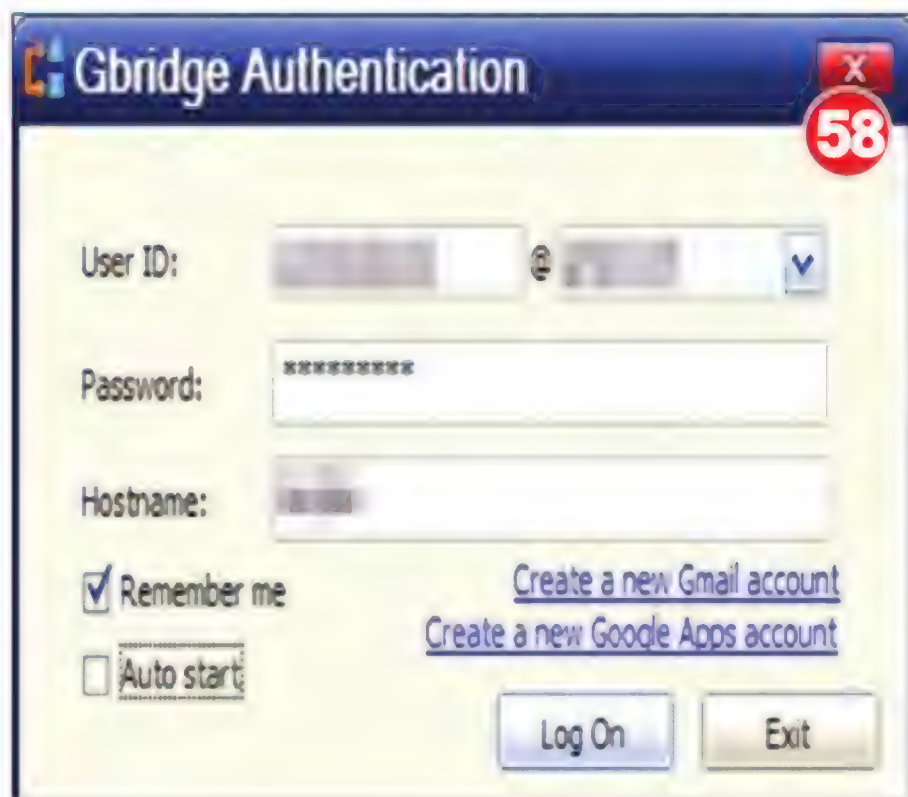 Gbridge Authentication
X
58
User ID:
@
Password:
*********
Hostname:
Remember me
Create a new Gmail account
Create a new Google Apps account
Auto start
Log On
Exit